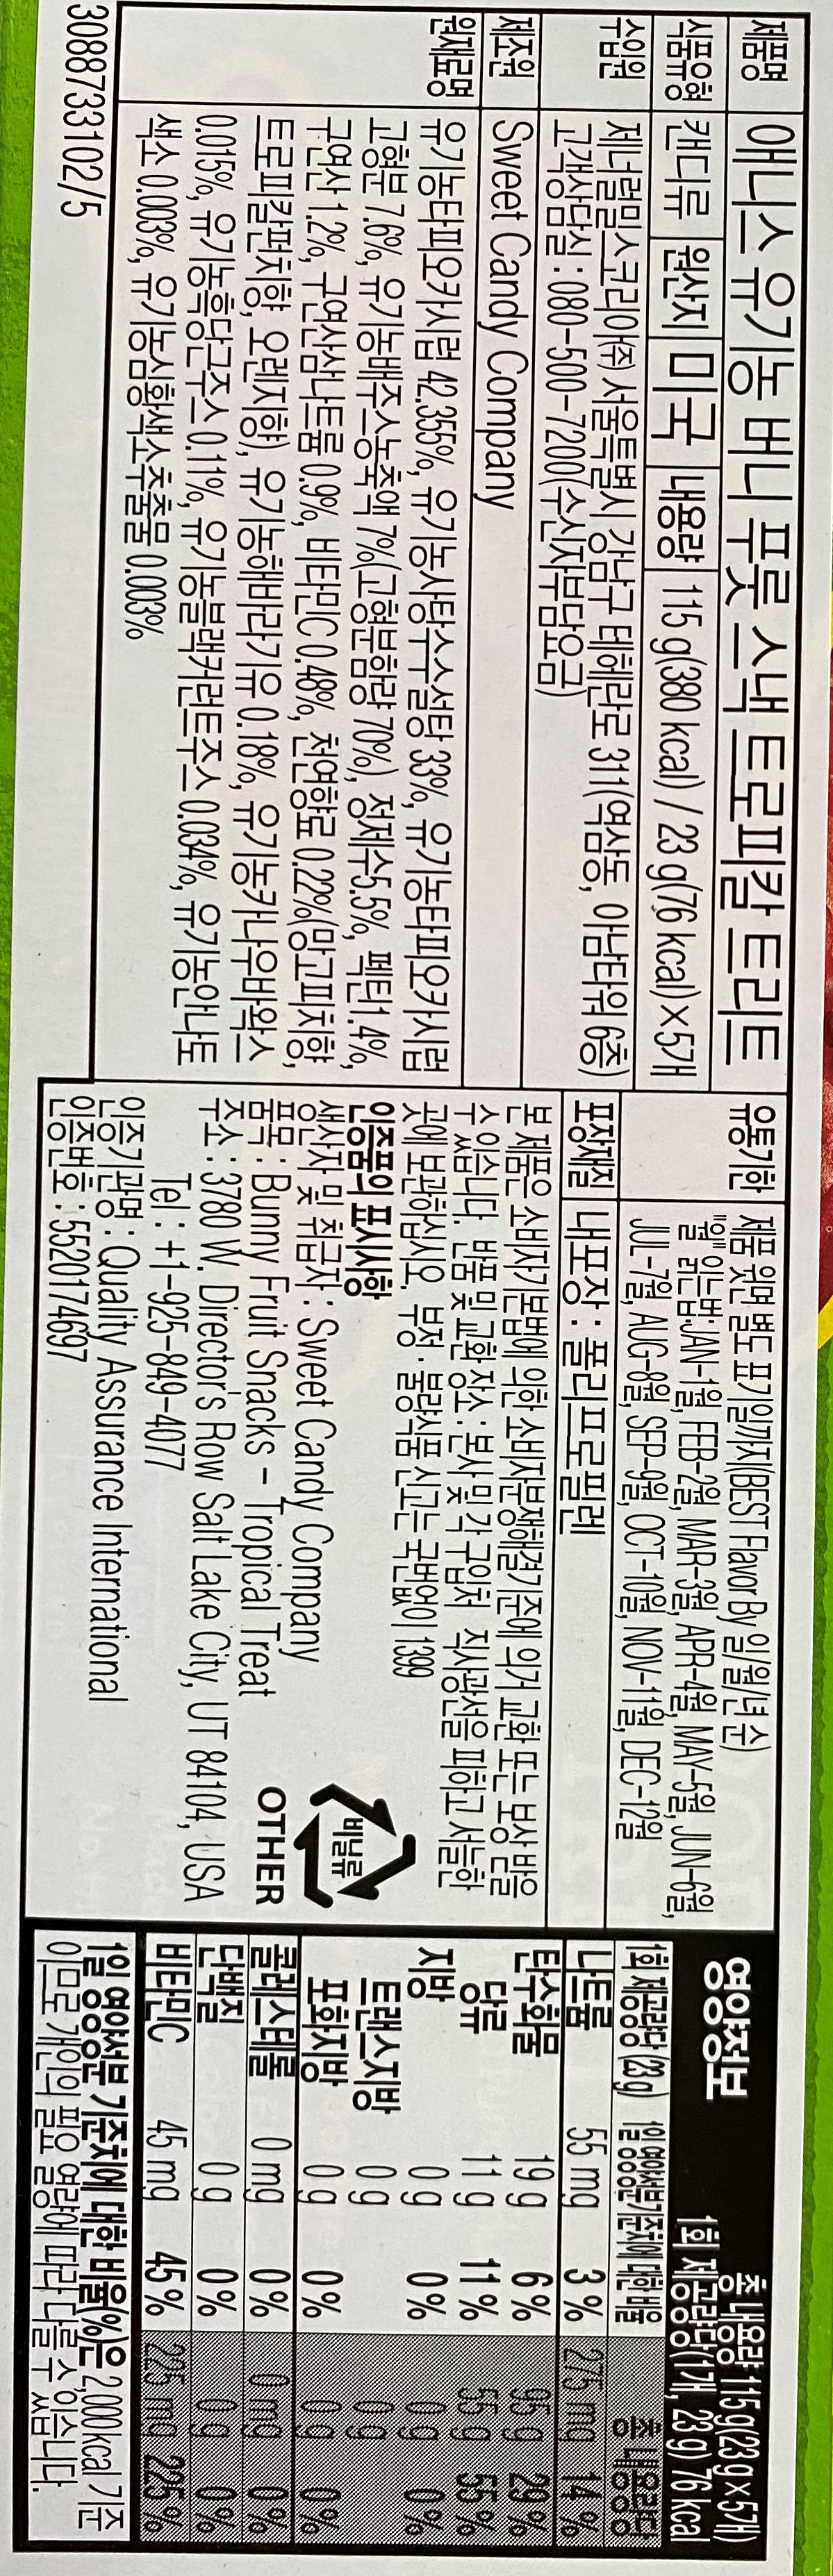 제품명 애니스 유기농 버니 푸룻 스낵 트로피칼 트리트
식품유형 캔디류 원산지 미국 내용량 115 g(380 kcal) / 23 g(76 kcal)×5개
수입원 제너럴밀스코리아㈜ 서울특별시 강남구 테헤란로 311(역삼동, 아남타워 6층)
고객상담실 : 080-500-7200(수신자부담요금)
제조원 Sweet Candy Company
원재료명 유기농타피오카시럽 42.355%, 유기농사탕수수설탕 33%, 유기농타피오카시럽
고형분 7.6%, 유기농배주스농축액 7%(고형분함량 70%), 정제수5.5%, 펙틴1.4%,
구연산 1.2%, 구연산삼나트륨 0.9%, 비타민C 0.48%, 천연향료 0.22%(망고피치향,
트로피칼펀치향, 오렌지향), 유기농해바라기유 0.18%, 유기농카나우바왁스
0.015%, 유기농흑당근주스 0.11%, 유기농블랙커런트주스 0.034%, 유기농안나토
색소 0.003%, 유기농심황색소추출물 0.003%
3088733102/5
유통기한 제품 윗면 별도 표기일까지(BEST Flavor By 일/월/년 순)
"월" 읽는법:JAN-1월, FEB-2월, MAR-3월, APR-4월, MAY-5월, JUN-6월,
JUL-7월, AUG-8월, SEP-9월, OCT-10월, NOV-11월, DEC-12월
포장재질 내포장 : 폴리프로필렌
본 제품은 소비자기본법에 의한 소비자분쟁해결기준에 의거 교환 또는 보상 받을
수 있습니다. 반품 및 교환 장소 : 본사 및 각 구입처 직사광선을 피하고 서늘한
곳에 보관하십시오. 부정·불량식품 신고는 국번없이 1399
인증품의 표시사항
생산자 및 취급자 : Sweet Candy Company
품목 : Bunny Fruit Snacks - Tropical Treat
주소 : 3780 W. Director's Row Salt Lake City, UT 84104, USA
Tel : +1-925-849-4077
인증기관명 : Quality Assurance International
인증번호 : 5520174697
비닐류
OTHER
영양정보
총 내용량 115 g(23 g×5개)
1회 제공량당(1개, 23 g) 76 kcal
1회 제공량당 (23 g) 1일 영양성분기준치에 대한 비율 총 내용량당
나트륨 55 mg 3 % 275 mg 14 %
탄수화물 19 g 6 % 95 g 29 %
당류 11 g 11 % 55 g 55 %
지방 0 g 0 % 0 g 0 %
트랜스지방 0 g 0 g
포화지방 0 g 0 % 0 g 0 %
콜레스테롤 0 mg 0 % 0 mg 0 %
단백질 0 g 0 % 0 g 0 %
비타민C 45 mg 45 % 225 mg 225 %
1일 영양성분 기준치에 대한 비율(%)은 2,000 kcal 기준
이므로 개인의 필요 열량에 따라 다를 수 있습니다.